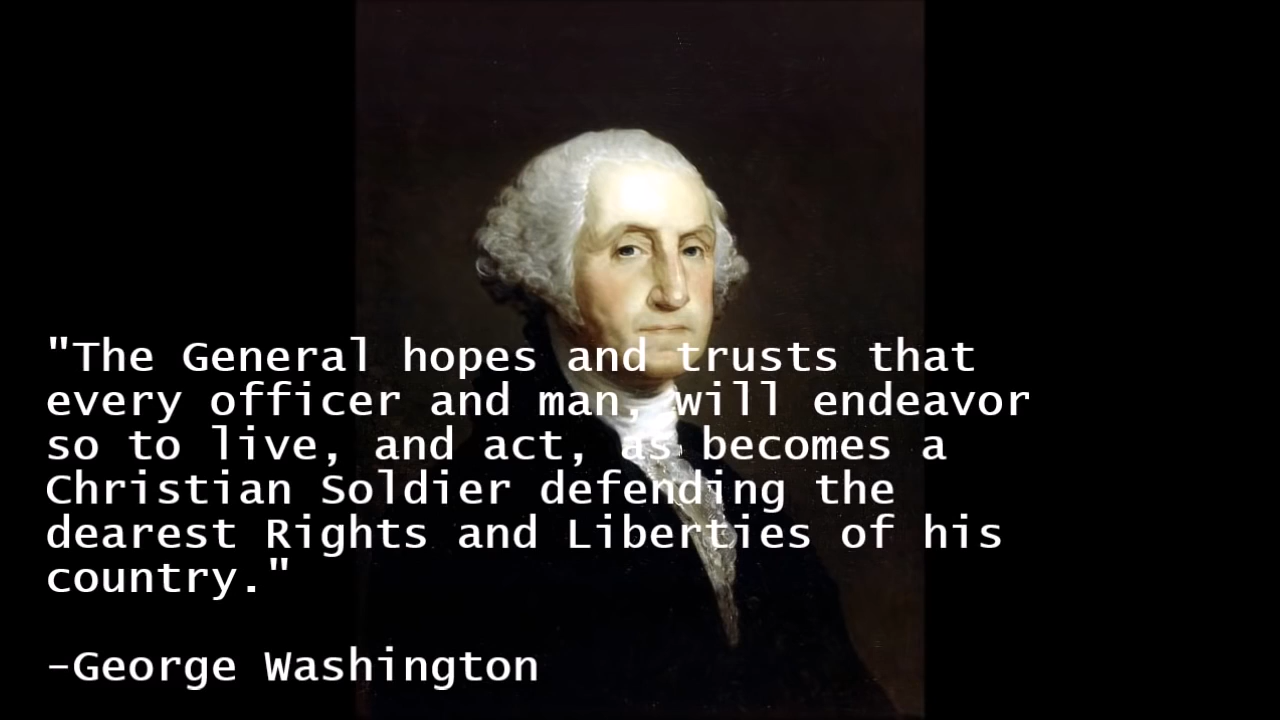 "The General hopes and trusts that
every officer and man, will endeavor
so to live, and act, as becomes a
Christian Soldier defending the
dearest Rights and Liberties of his
country."
-George Washington